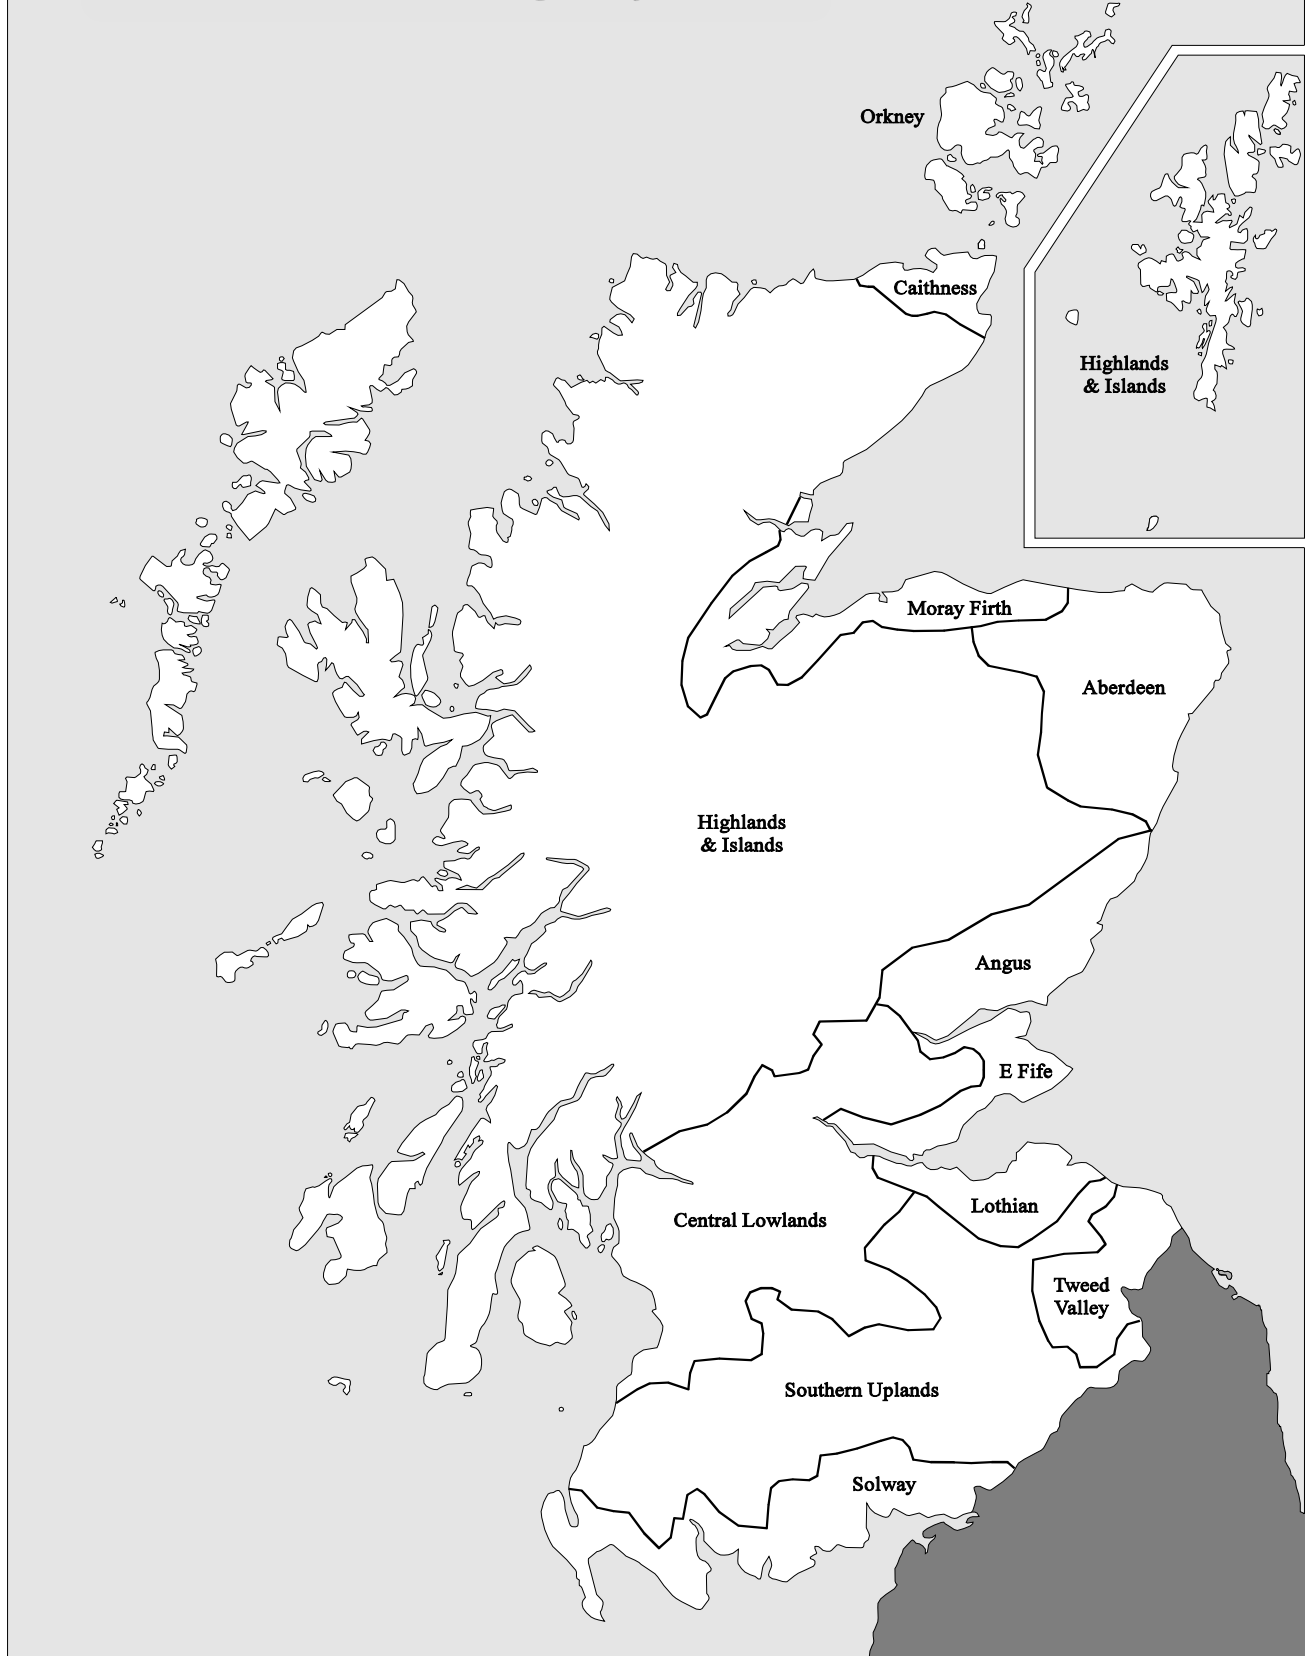 Orkney
Caithness
Highlands
& Islands
Moray Firth
Aberdeen
Highlands
& Islands
Angus
E Fife
Lothian
Central Lowlands
Tweed
Valley
Southern Uplands
Solway